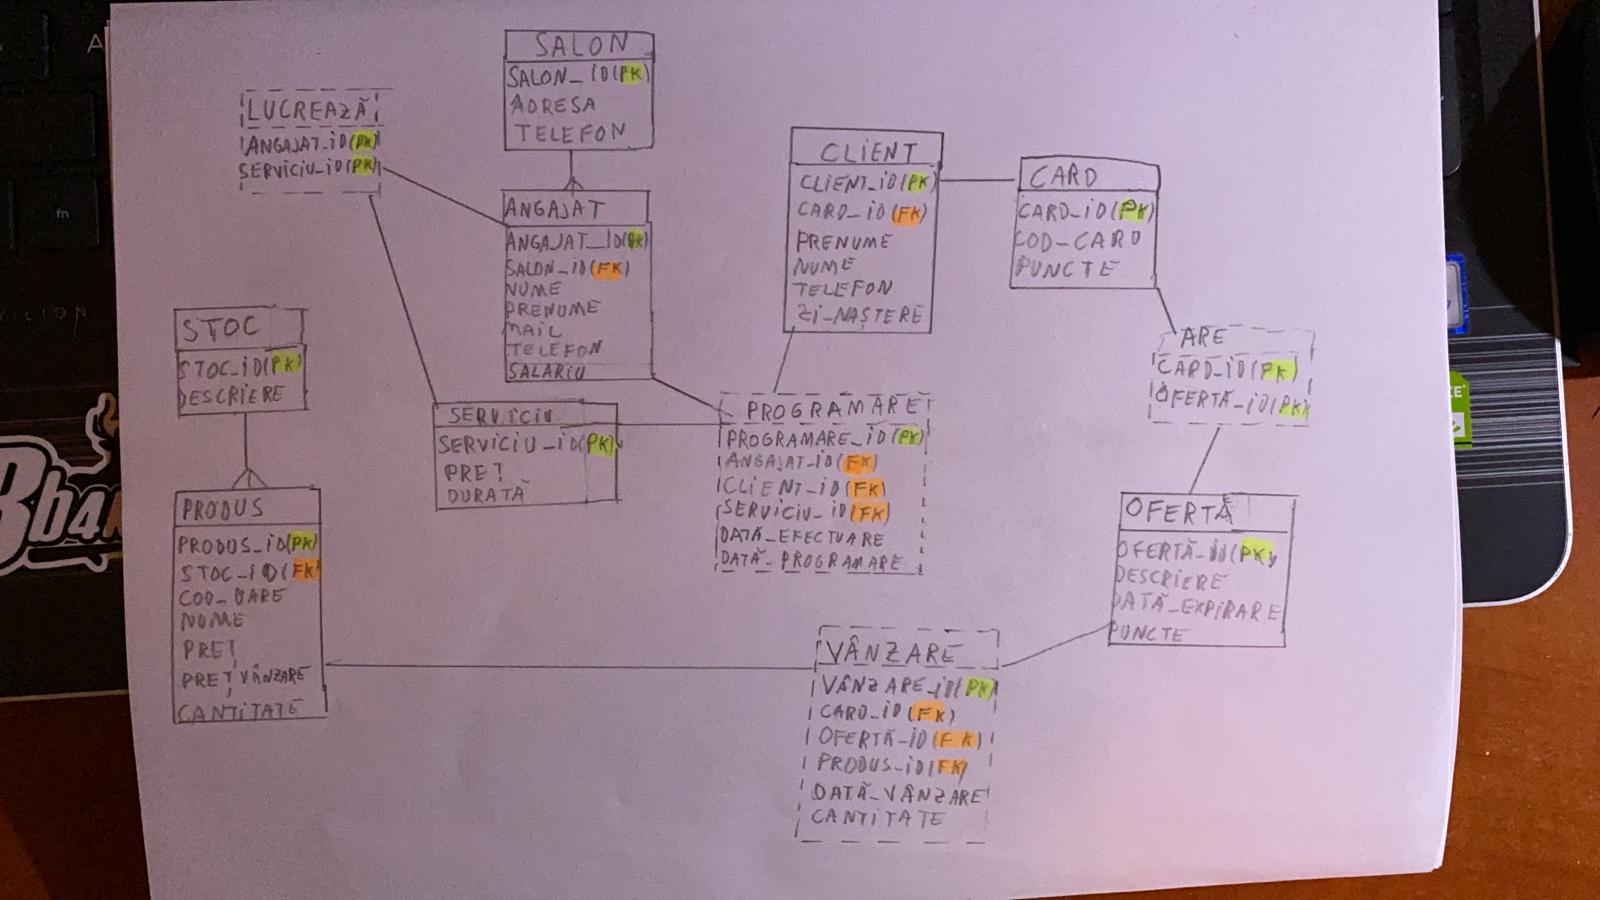 SALON
SALON_ID(PK)
ADRESA
TELEFON
LUCREAZĂ
ANGAJAT_ID(PK)
SERVICIU_ID(PK)
ANGAJAT
ANGAJAT_ID(PK)
SALON_ID(FK)
NUME
PRENUME
MAIL
TELEFON
SALARIU
CLIENT
CLIENT_ID(PK)
CARD_ID(FK)
PRENUME
NUME
TELEFON
ZI_NAȘTERE
CARD
CARD_ID(PK)
COD_CARD
PUNCTE
ARE
CARD_ID(PK)
OFERTĂ_ID(PK)
STOC
STOC_ID(PK)
DESCRIERE
SERVICIU
SERVICIU_ID(PK)
PREȚ
DURATĂ
PROGRAMARE
PROGRAMARE_ID(PK)
ANGAJAT_ID(FK)
CLIENT_ID(FK)
SERVICIU_ID(FK)
DATĂ_EFECTUARE
DATĂ_PROGRAMARE
PRODUS
PRODUS_ID(PK)
STOC_ID(FK)
COD_BARE
NUME
PREȚ
PREȚ VÂNZARE
CANTITATE
OFERTĂ
OFERTĂ_ID(PK)
DESCRIERE
DATĂ_EXPIRARE
PUNCTE
VÂNZARE
VÂNZARE_ID(PK)
CARD_ID(FK)
OFERTĂ_ID(FK)
PRODUS_ID(FK)
DATĂ_VÂNZARE
CANTITATE
A
fn